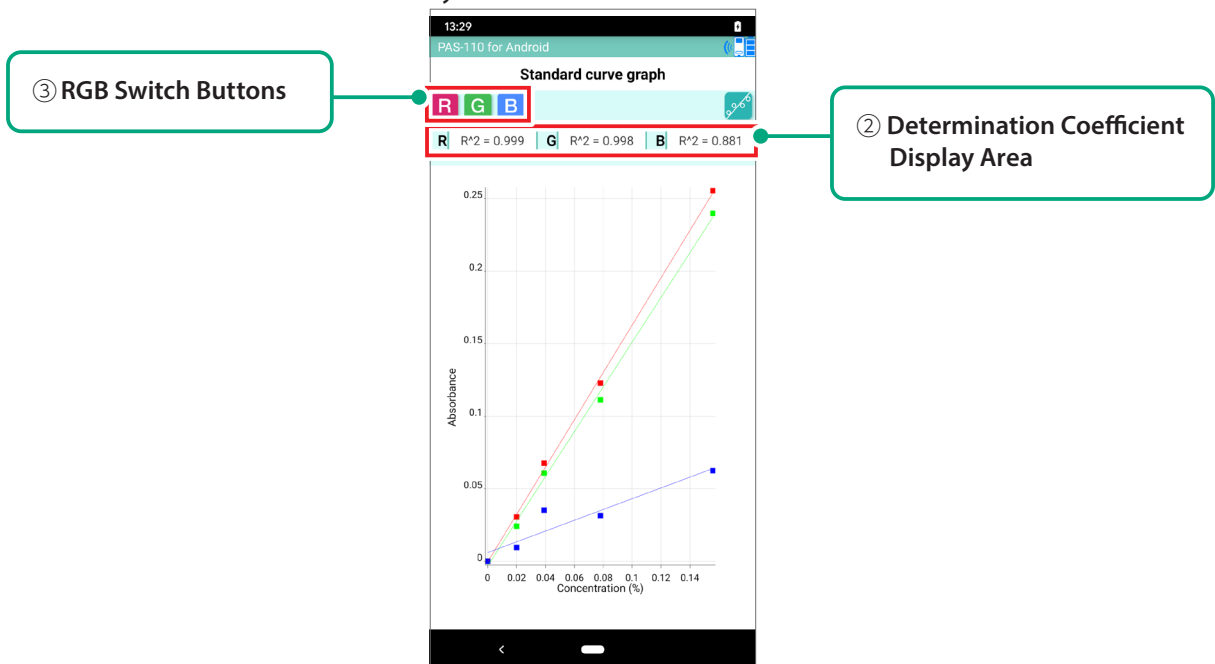 13:29
PAS-110 for Android
Standard curve graph
③ RGB Switch Buttons
R G B
② Determination Coefficient
Display Area
R R^2 = 0.999 G R^2 = 0.998 B R^2 = 0.881
0.25
0.2
0.15
0.1
0.05
0
Absorbance
0 0.02 0.04 0.06 0.08 0.1 0.12 0.14
Concentration (%)